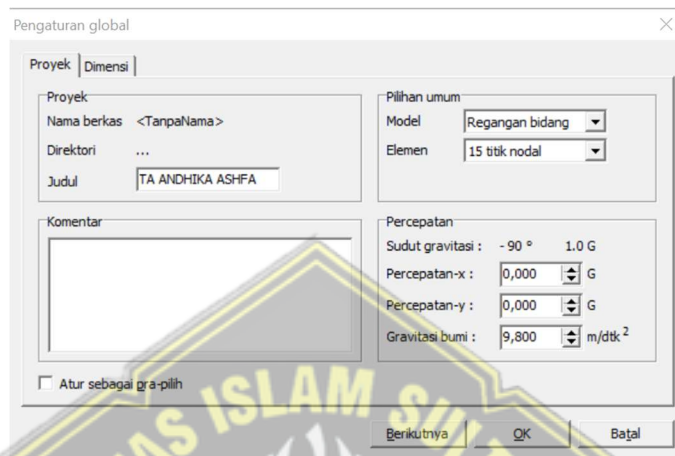 Pengaturan global
Proyek Dimensi
Proyek
Nama berkas <TanpaNama>
Direktori ...
Judul TA ANDHIKA ASHFA
Pilihan umum
Model Regangan bidang
Elemen 15 titik nodal
Komentar
Percepatan
Sudut gravitasi : - 90 ° 1.0 G
Percepatan-x : 0,000 G
Percepatan-y : 0,000 G
Gravitasi bumi : 9,800 m/dtk 2
Atur sebagai pra-pilih
ISLAM
Berikutnya OK Batal